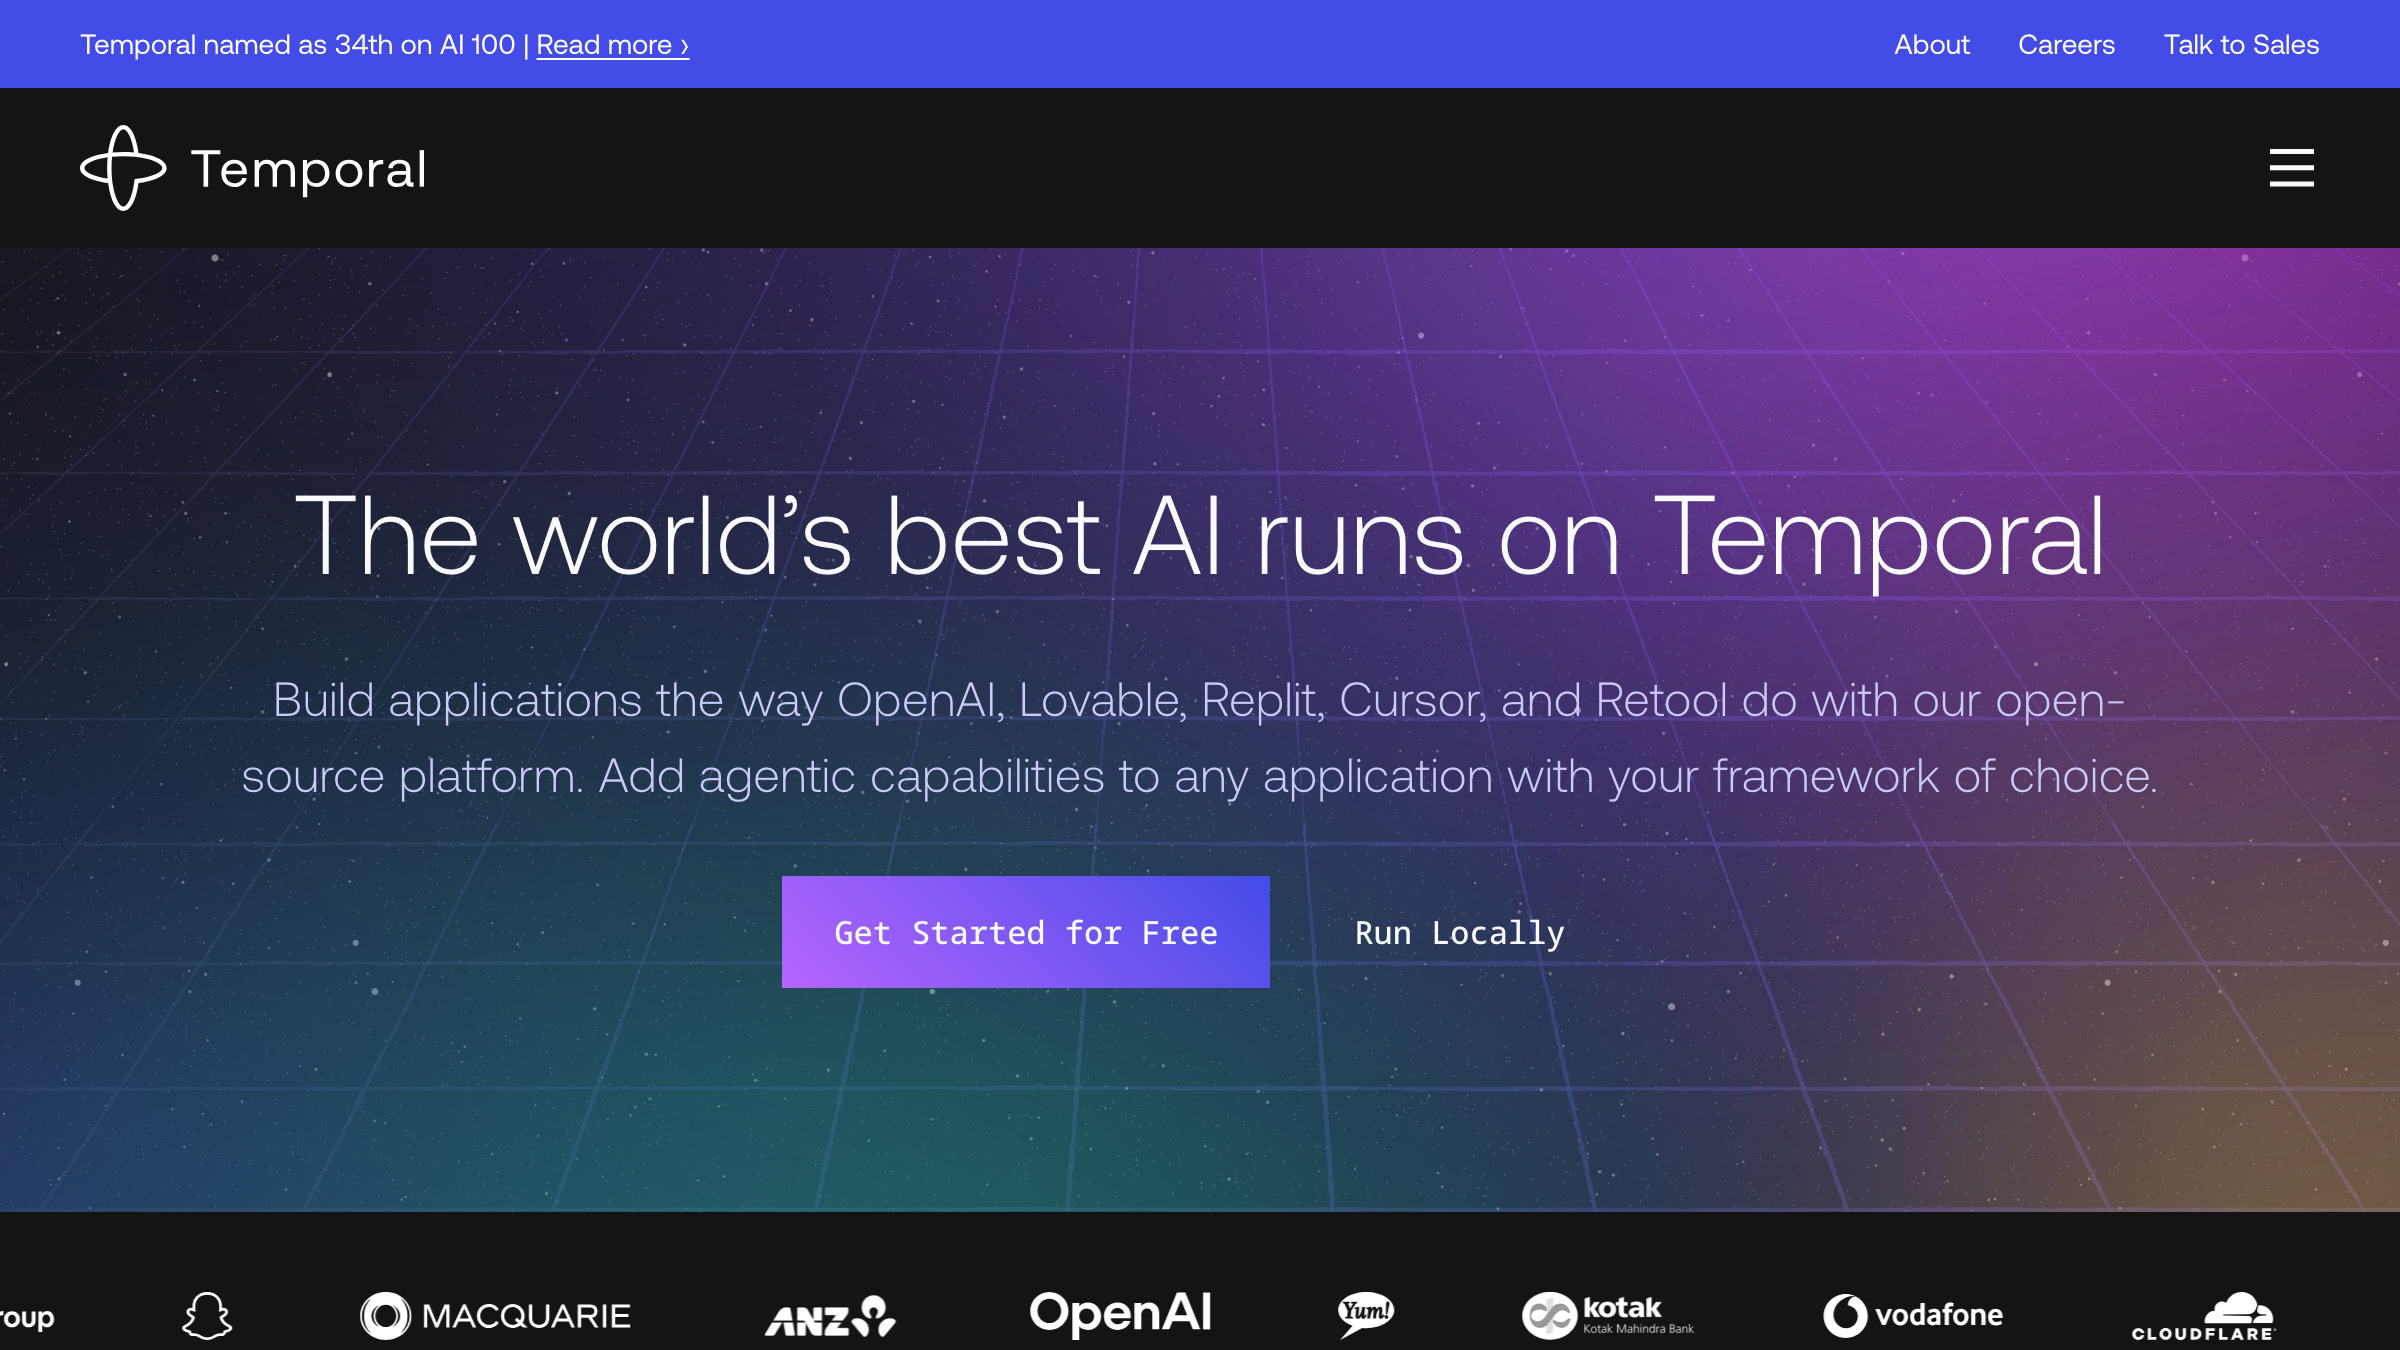 Temporal named as 34th on AI 100 | Read more ›
About
Careers
Talk to Sales
Temporal
The world’s best AI runs on Temporal
Build applications the way OpenAI, Lovable, Replit, Cursor, and Retool do with our open-
source platform. Add agentic capabilities to any application with your framework of choice.
Get Started for Free
Run Locally
roup
MACQUARIE
ANZ
OpenAI
Yum!
kotak
Kotak Mahindra Bank
vodafone
CLOUDFLARE